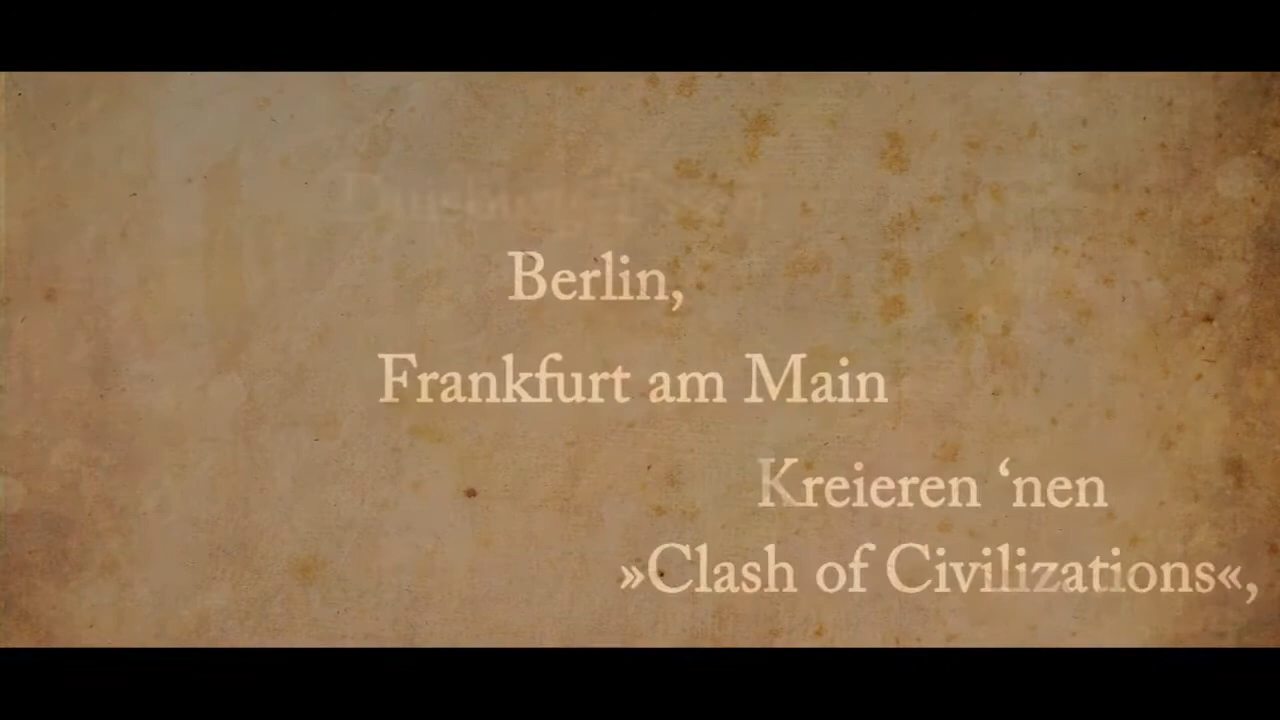 Berlin,
Frankfurt am Main
Kreieren ‘nen
»Clash of Civilizations«,